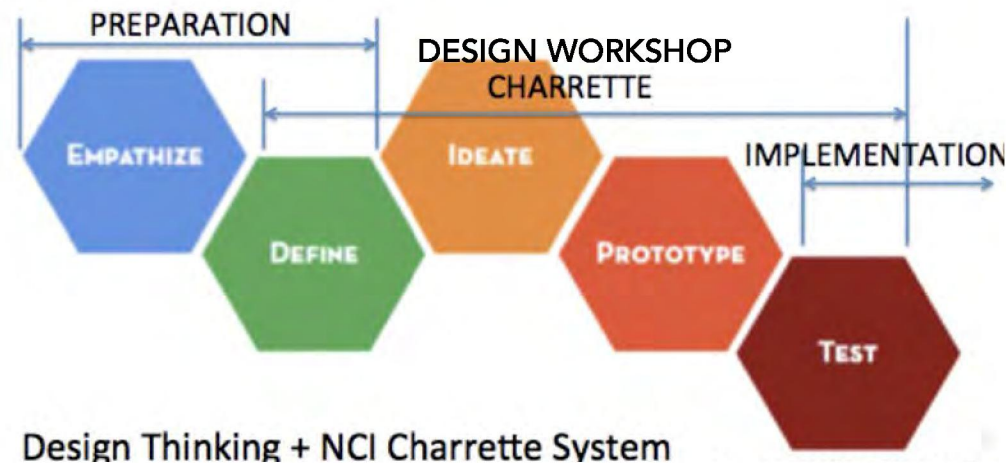 PREPARATION
DESIGN WORKSHOP
CHARRETTE
EMPATHIZE
IDEATE
IMPLEMENTATION
DEFINE
PROTOTYPE
TEST
Design Thinking + NCI Charrette System